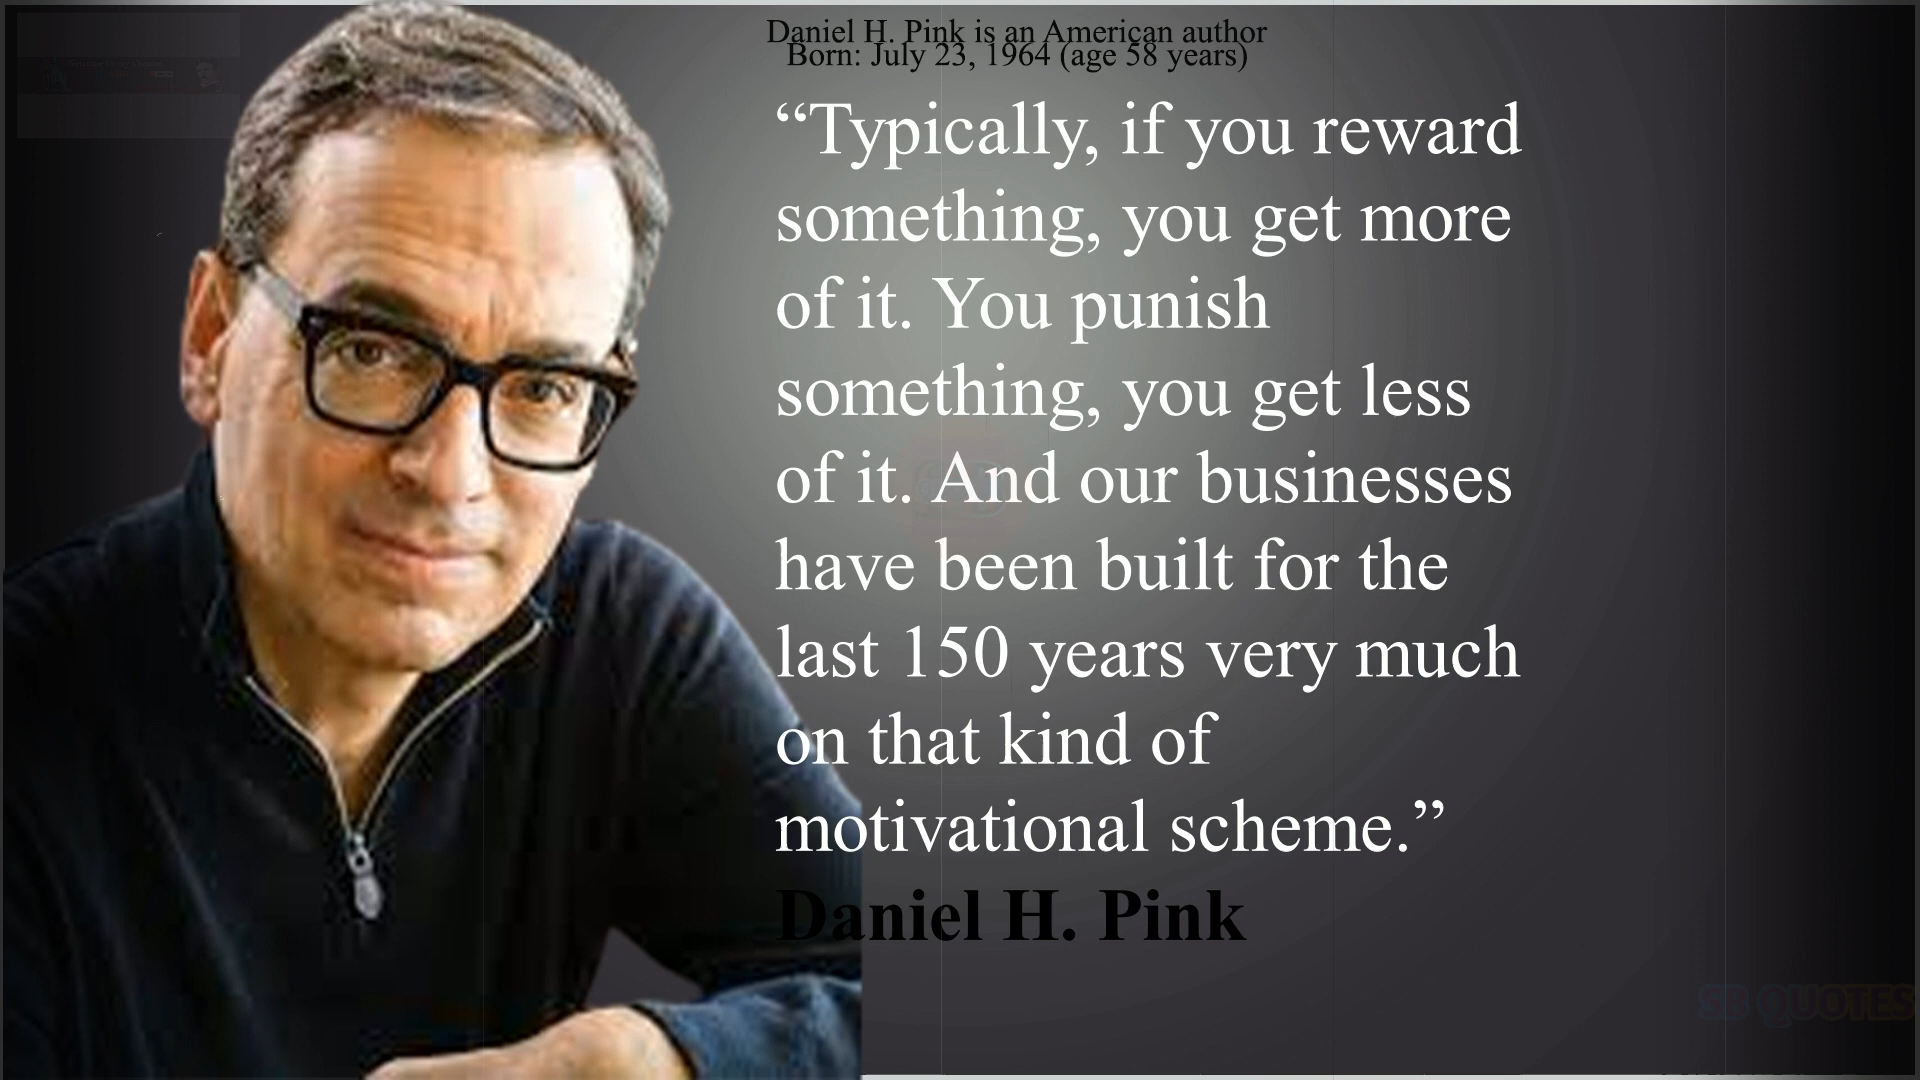 Daniel H. Pink is an American author
Born: July 23, 1964 (age 58 years)
“Typically, if you reward
something, you get more
of it. You punish
something, you get less
of it. And our businesses
have been built for the
last 150 years very much
on that kind of
motivational scheme.”
Daniel H. Pink
SB QUOTES